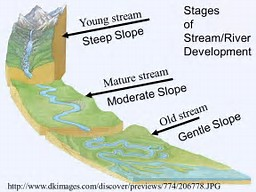 Stages
of
Stream/River
Development
Young stream
Steep Slope
Mature stream
Moderate Slope
Old stream
Gentle Slope
http://www.dkimages.com/discover/previews/774/206778.JPG